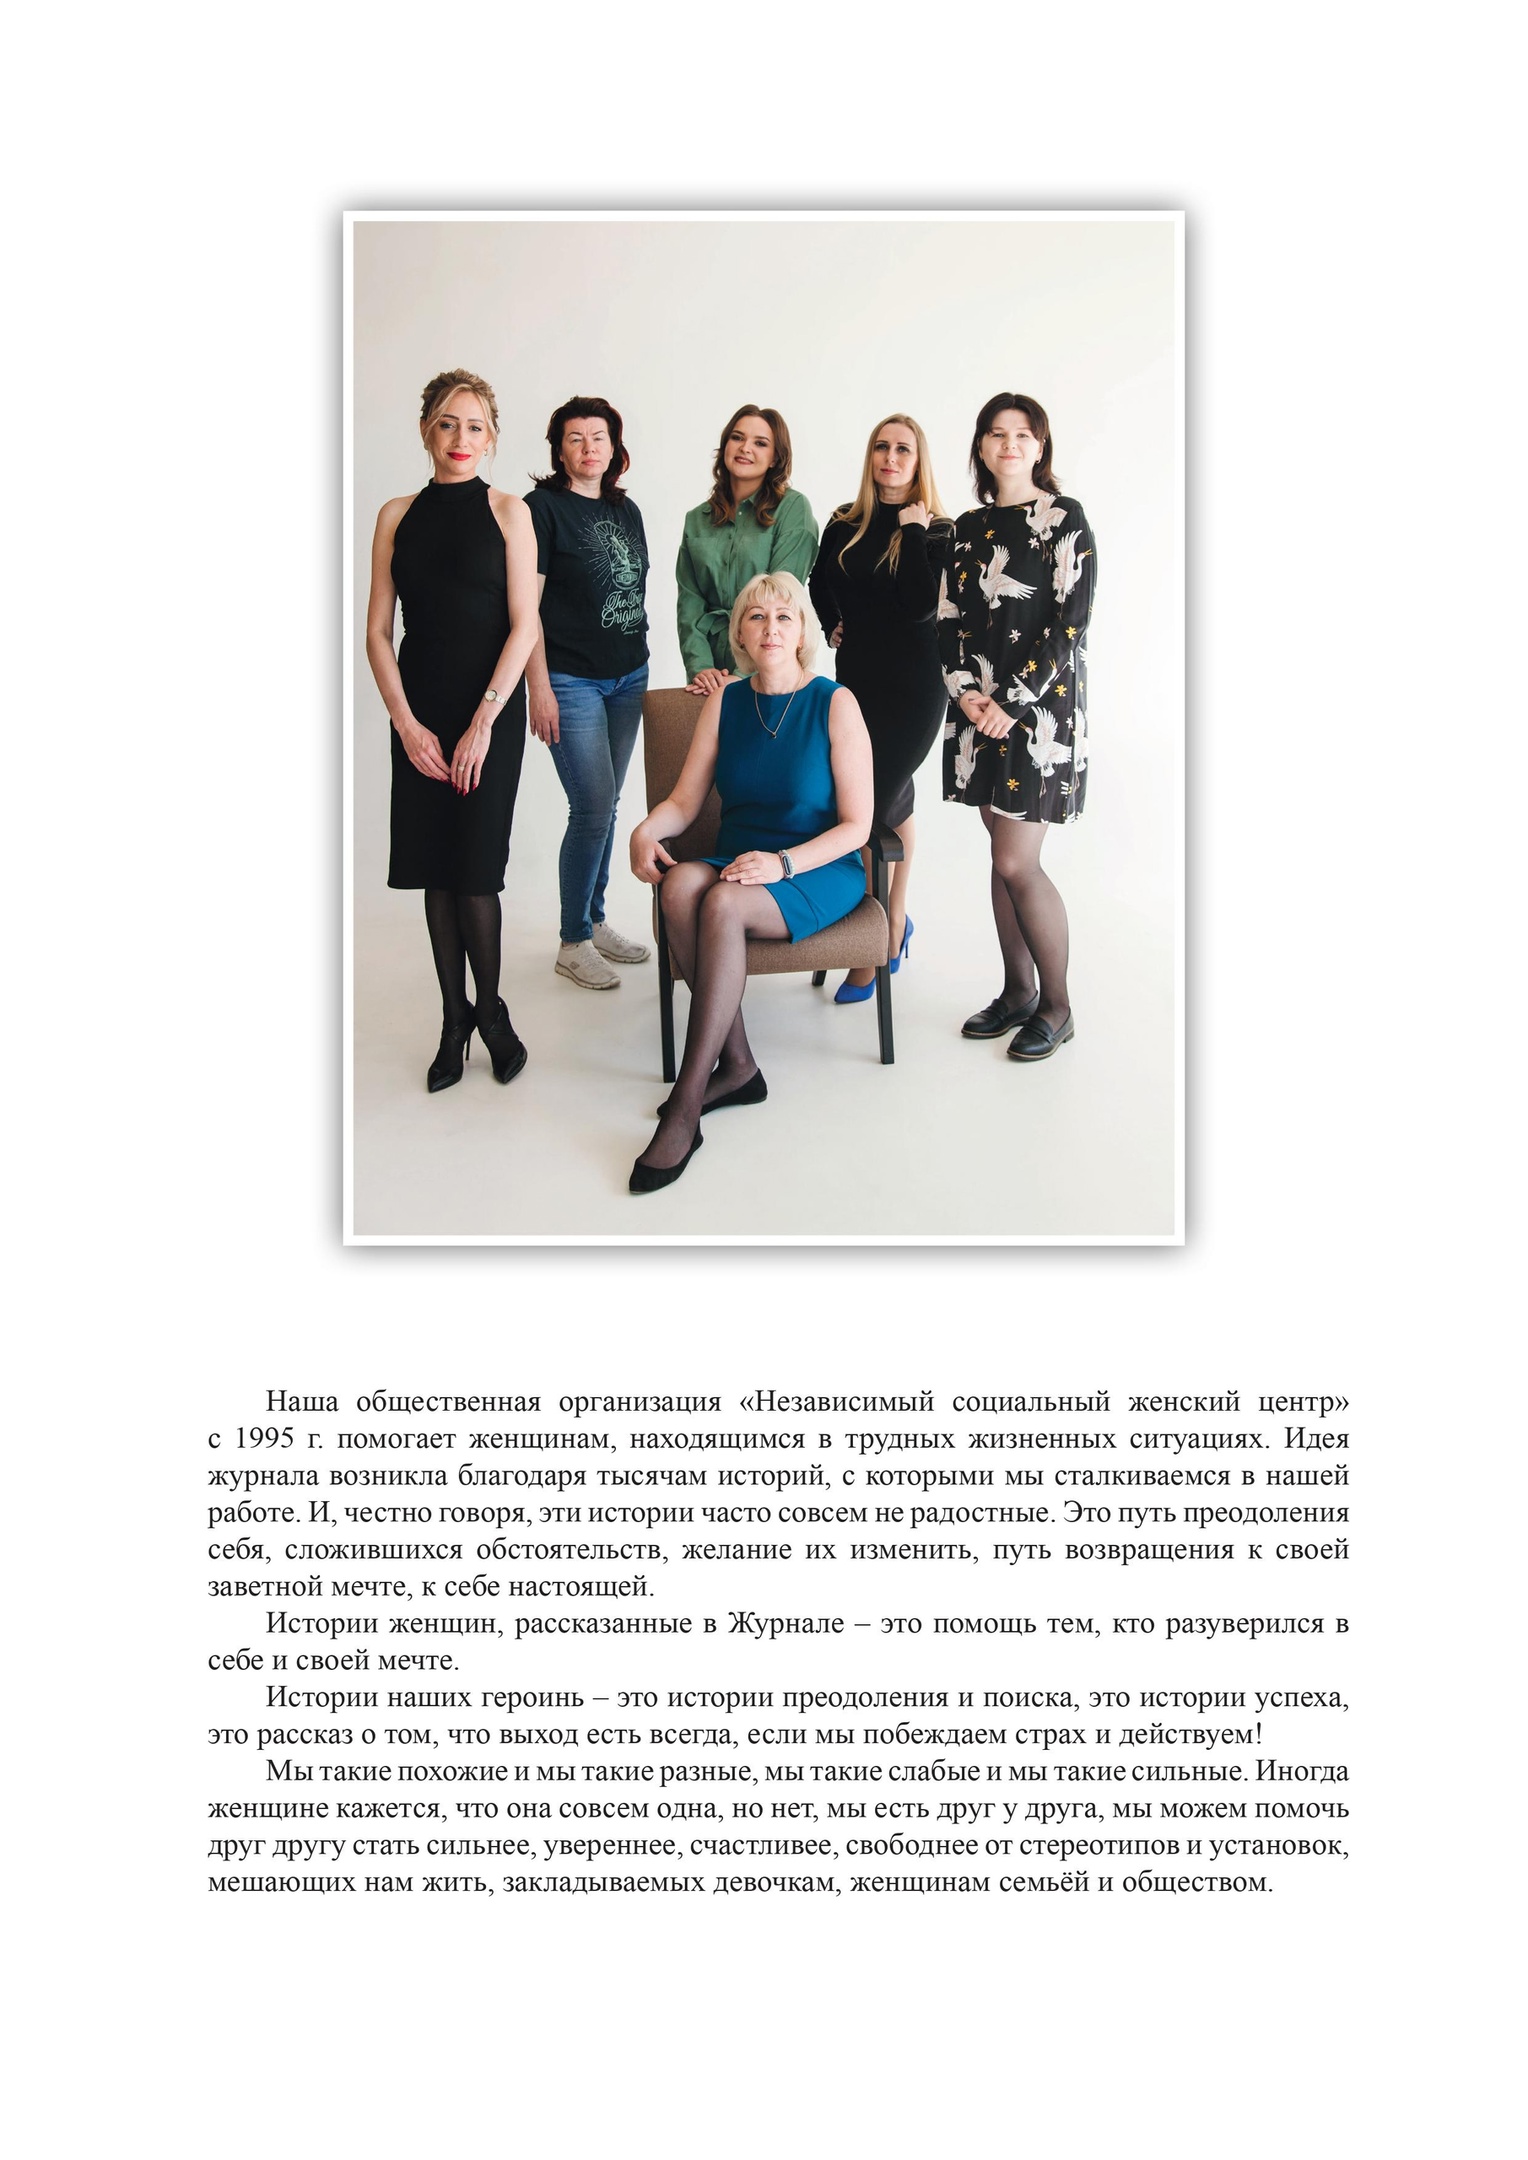 The
Original
Наша общественная организация «Независимый социальный женский центр»
с 1995 г. помогает женщинам, находящимся в трудных жизненных ситуациях. Идея
журнала возникла благодаря тысячам историй, с которыми мы сталкиваемся в нашей
работе. И, честно говоря, эти истории часто совсем не радостные. Это путь преодоления
себя, сложившихся обстоятельств, желание их изменить, путь возвращения к своей
заветной мечте, к себе настоящей.
Истории женщин, рассказанные в Журнале – это помощь тем, кто разуверился в
себе и своей мечте.
Истории наших героинь – это истории преодоления и поиска, это истории успеха,
это рассказ о том, что выход есть всегда, если мы побеждаем страх и действуем!
Мы такие похожие и мы такие разные, мы такие слабые и мы такие сильные. Иногда
женщине кажется, что она совсем одна, но нет, мы есть друг у друга, мы можем помочь
друг другу стать сильнее, увереннее, счастливее, свободнее от стереотипов и установок,
мешающих нам жить, закладываемых девочкам, женщинам семьёй и обществом.